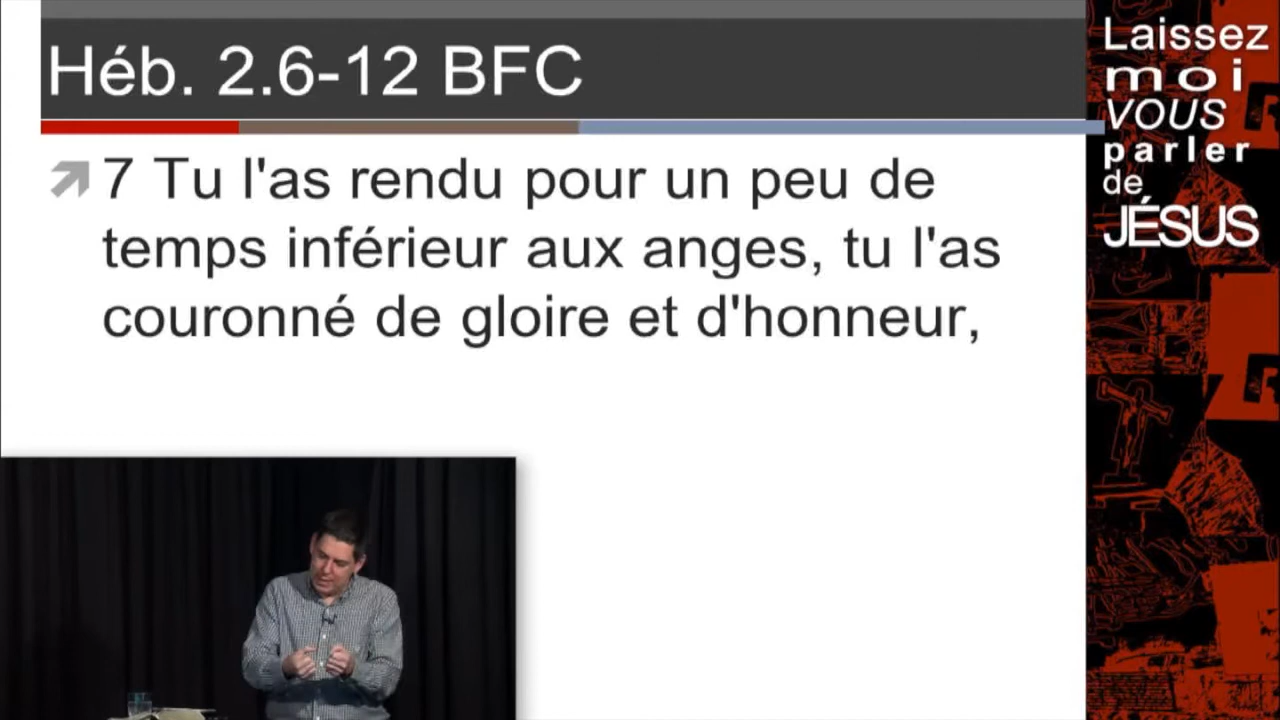 Héb. 2.6-12 BFC
7 Tu l'as rendu pour un peu de
temps inférieur aux anges, tu l'as
couronné de gloire et d'honneur,
Laissez
moi
VOUS
parler
de
JÉSUS